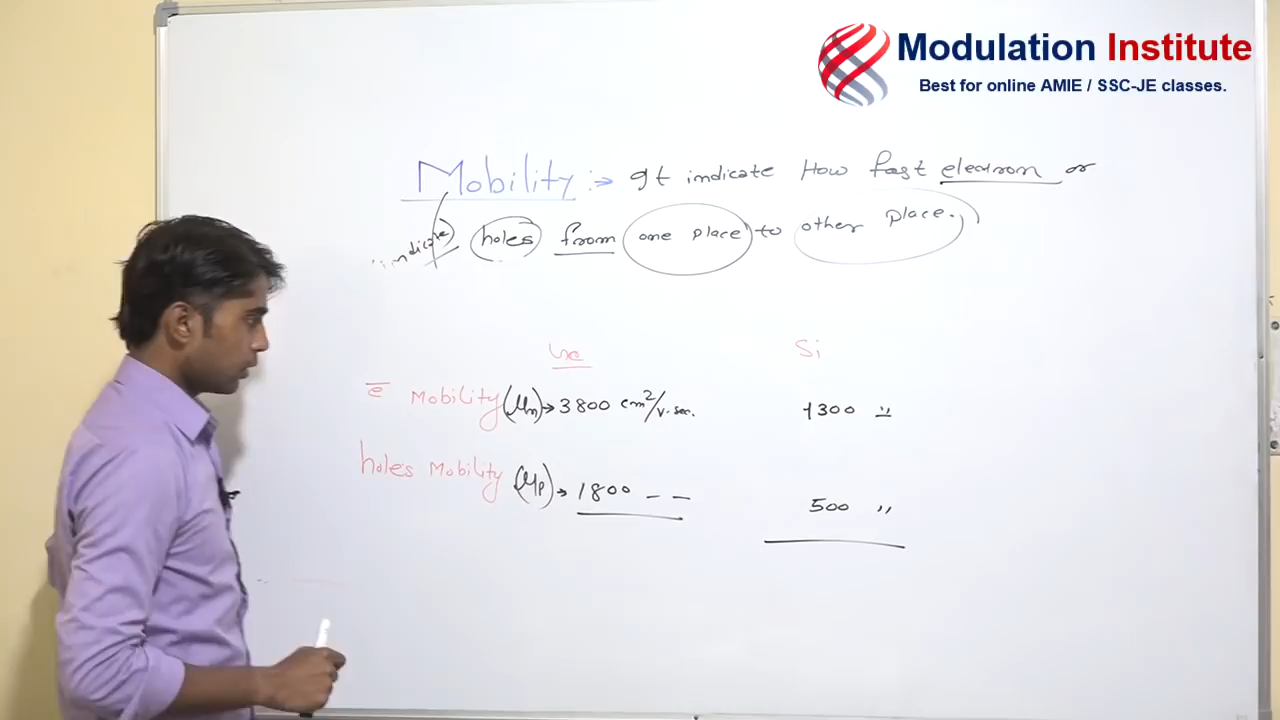 Modulation Institute
Best for online AMIE / SSC-JE classes.
Mobility :→ It indicate How fast electron or
holes from one place to other place.
Ge Si
e̅ Mobility (μn)→ 3800 cm²/v.sec. 1300 "
holes Mobility (μp)→ 1800 – – 500 "